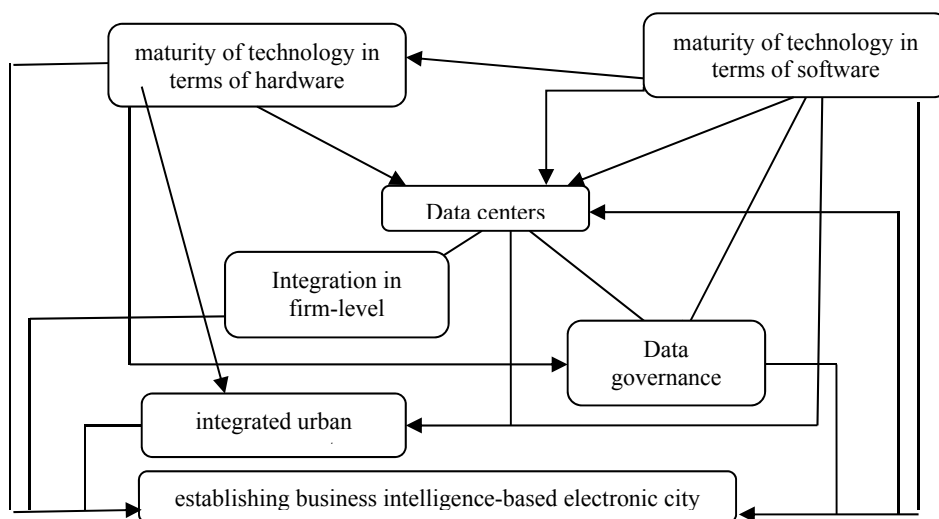 maturity of technology in
terms of hardware
maturity of technology in
terms of software
Data centers
Integration in
firm-level
Data
governance
integrated urban
establishing business intelligence-based electronic city